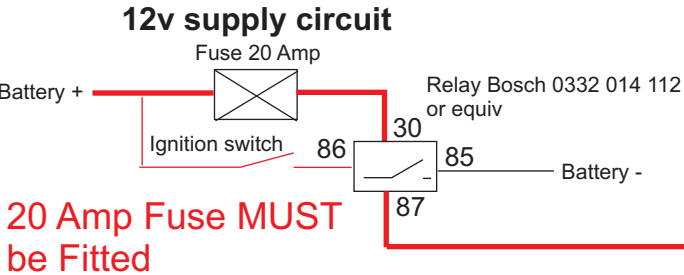 12v supply circuit
Fuse 20 Amp
Battery +
Relay Bosch 0332 014 112
or equiv
30
Ignition switch
86
85
Battery -
87
20 Amp Fuse MUST
be Fitted